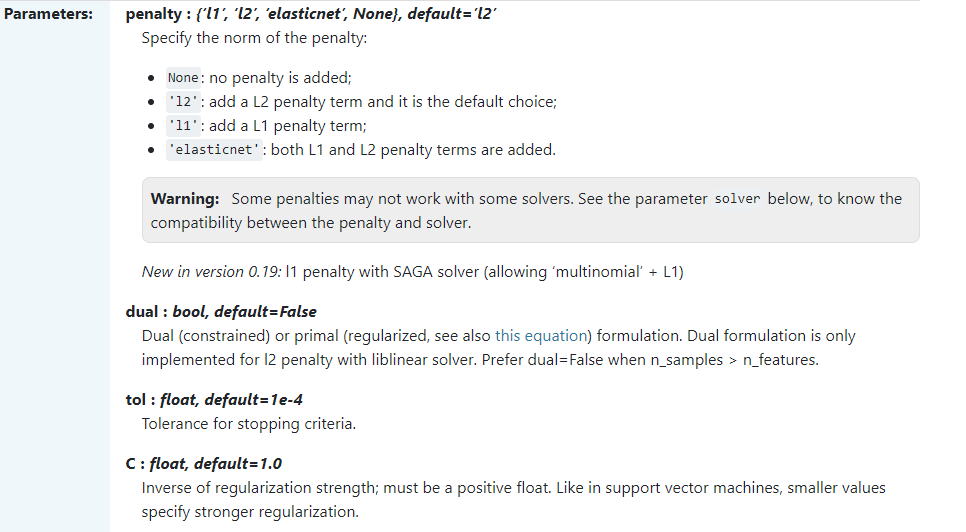 Parameters:
penalty : {‘l1’, ‘l2’, ‘elasticnet’, None}, default=’l2’
Specify the norm of the penalty:
• None: no penalty is added;
• 'l2': add a L2 penalty term and it is the default choice;
• 'l1': add a L1 penalty term;
• 'elasticnet': both L1 and L2 penalty terms are added.
Warning: Some penalties may not work with some solvers. See the parameter solver below, to know the
compatibility between the penalty and solver.
New in version 0.19: l1 penalty with SAGA solver (allowing ‘multinomial’ + L1)
dual : bool, default=False
Dual (constrained) or primal (regularized, see also this equation) formulation. Dual formulation is only
implemented for l2 penalty with liblinear solver. Prefer dual=False when n_samples > n_features.
tol : float, default=1e-4
Tolerance for stopping criteria.
C : float, default=1.0
Inverse of regularization strength; must be a positive float. Like in support vector machines, smaller values
specify stronger regularization.